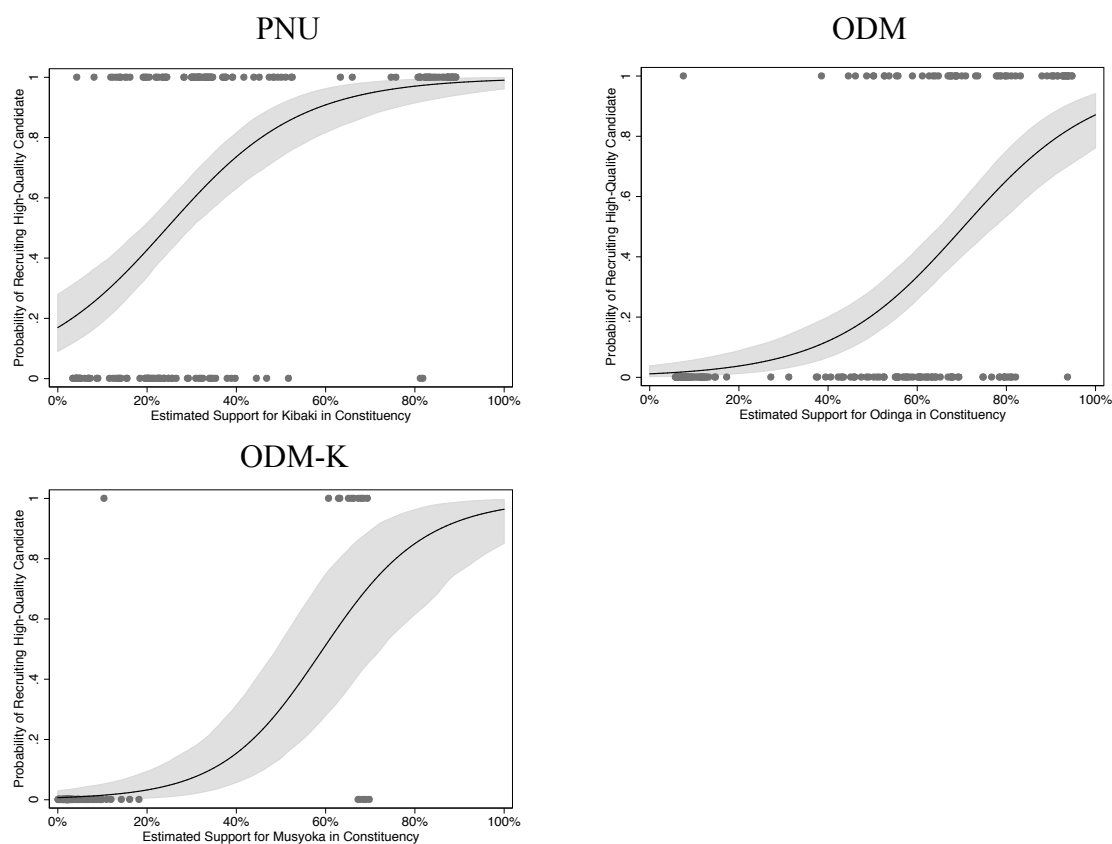 PNU
Probability of Recruiting High-Quality Candidate
1
.8
.6
.4
.2
0
0% 20% 40% 60% 80% 100%
Estimated Support for Kibaki in Constituency
ODM
Probability of Recruiting High-Quality Candidate
1
.8
.6
.4
.2
0
0% 20% 40% 60% 80% 100%
Estimated Support for Odinga in Constituency
ODM-K
Probability of Recruiting High-Quality Candidate
1
.8
.6
.4
.2
0
0% 20% 40% 60% 80% 100%
Estimated Support for Musyoka in Constituency